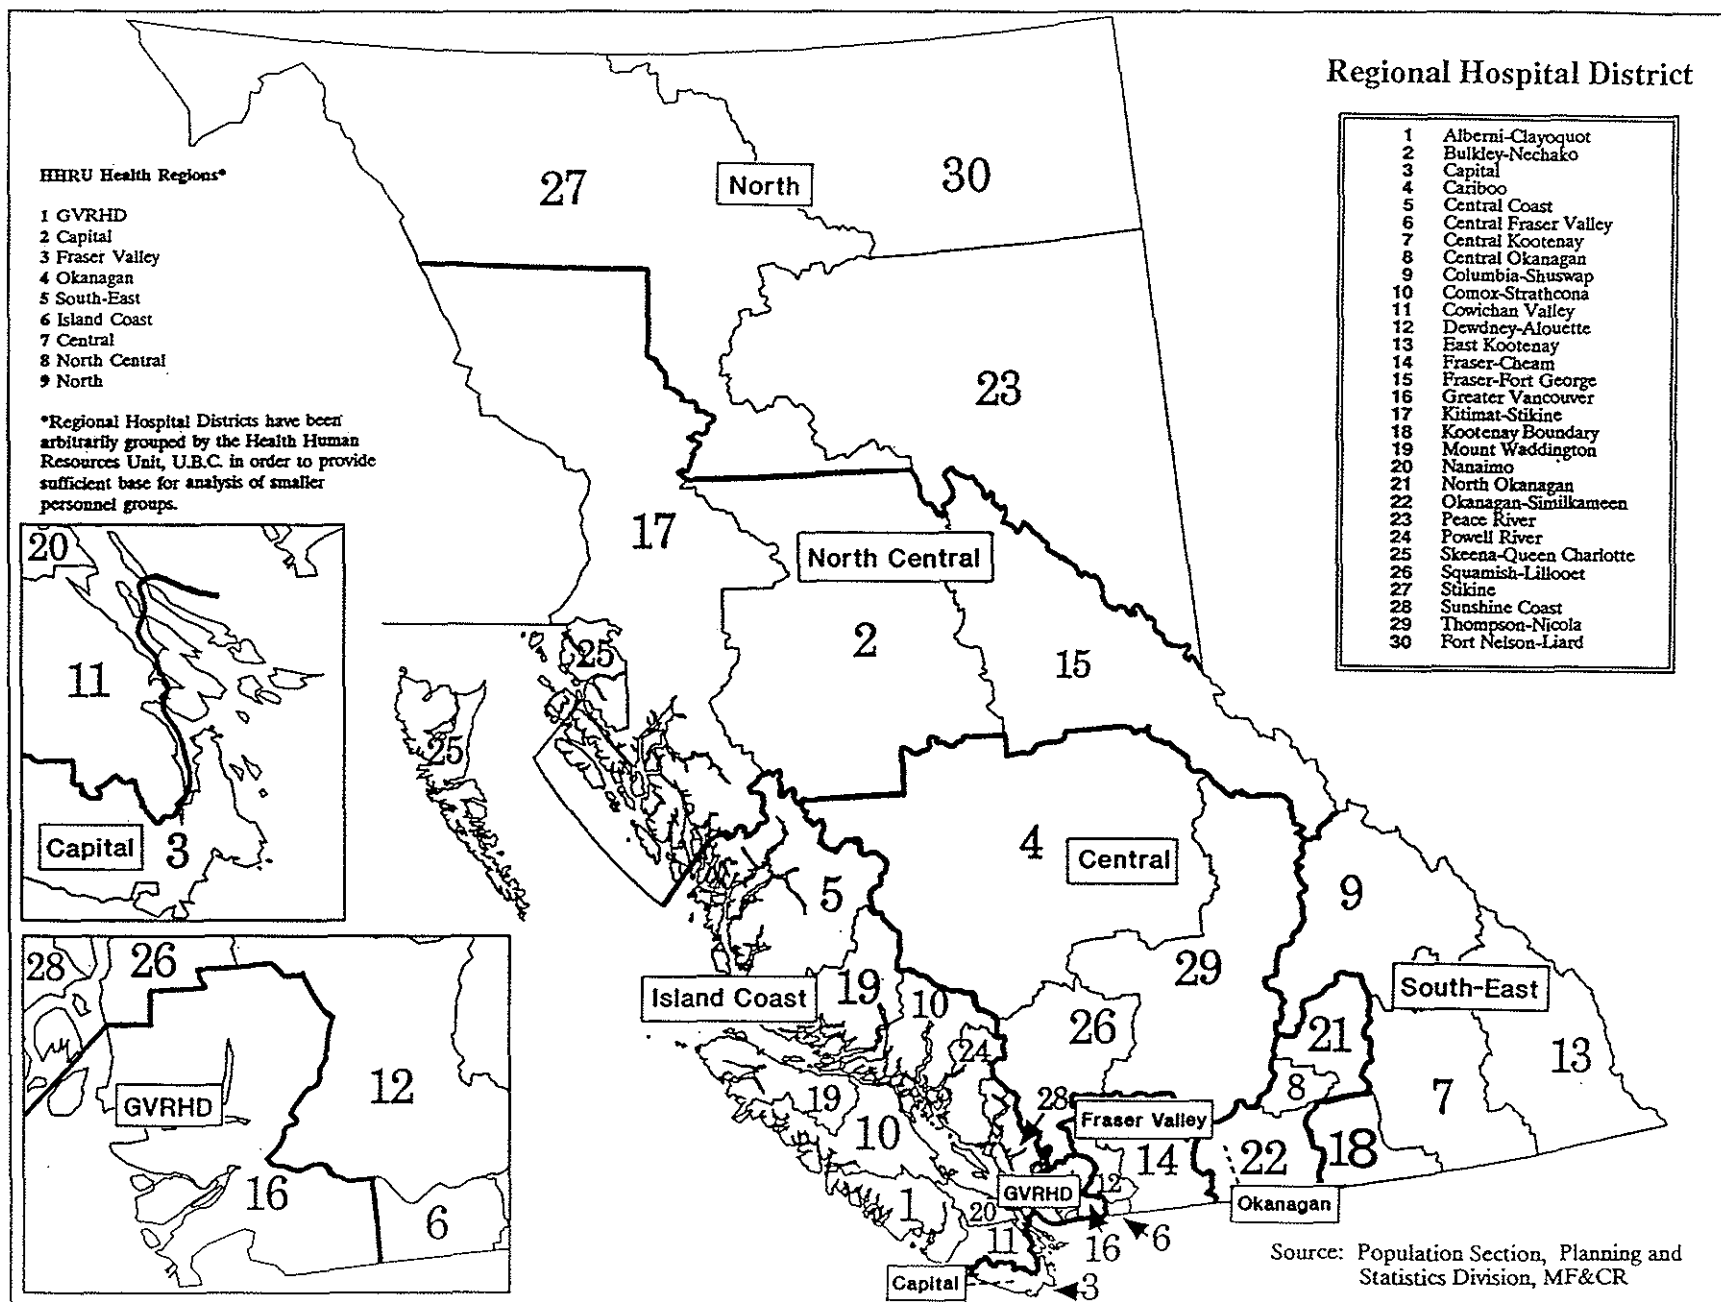 Regional Hospital District
1 Alberni-Clayoquot
2 Bulkley-Nechako
3 Capital
4 Cariboo
5 Central Coast
6 Central Fraser Valley
7 Central Kootenay
8 Central Okanagan
9 Columbia-Shuswap
10 Comox-Strathcona
11 Cowichan Valley
12 Dewdney-Alouette
13 East Kootenay
14 Fraser-Cheam
15 Fraser-Fort George
16 Greater Vancouver
17 Kitimat-Stikine
18 Kootenay Boundary
19 Mount Waddington
20 Nanaimo
21 North Okanagan
22 Okanagan-Similkameen
23 Peace River
24 Powell River
25 Skeena-Queen Charlotte
26 Squamish-Lillooet
27 Stikine
28 Sunshine Coast
29 Thompson-Nicola
30 Fort Nelson-Liard
HHRU Health Regions*
1 GVRHD
2 Capital
3 Fraser Valley
4 Okanagan
5 South-East
6 Island Coast
7 Central
8 North Central
9 North
*Regional Hospital Districts have been
arbitrarily grouped by the Health Human
Resources Unit, U.B.C. in order to provide
sufficient base for analysis of smaller
personnel groups.
27
North
30
23
17
North Central
2
15
25
25
4
Central
5
9
29
Island Coast
19
10
South-East
26
24
21
13
8
19
28
7
10
Fraser Valley
14
22
18
GVRHD
12
Okanagan
1
20
11
16
6
Capital
3
20
11
Capital
3
28
26
12
GVRHD
16
6
Source: Population Section, Planning and
Statistics Division, MF&CR